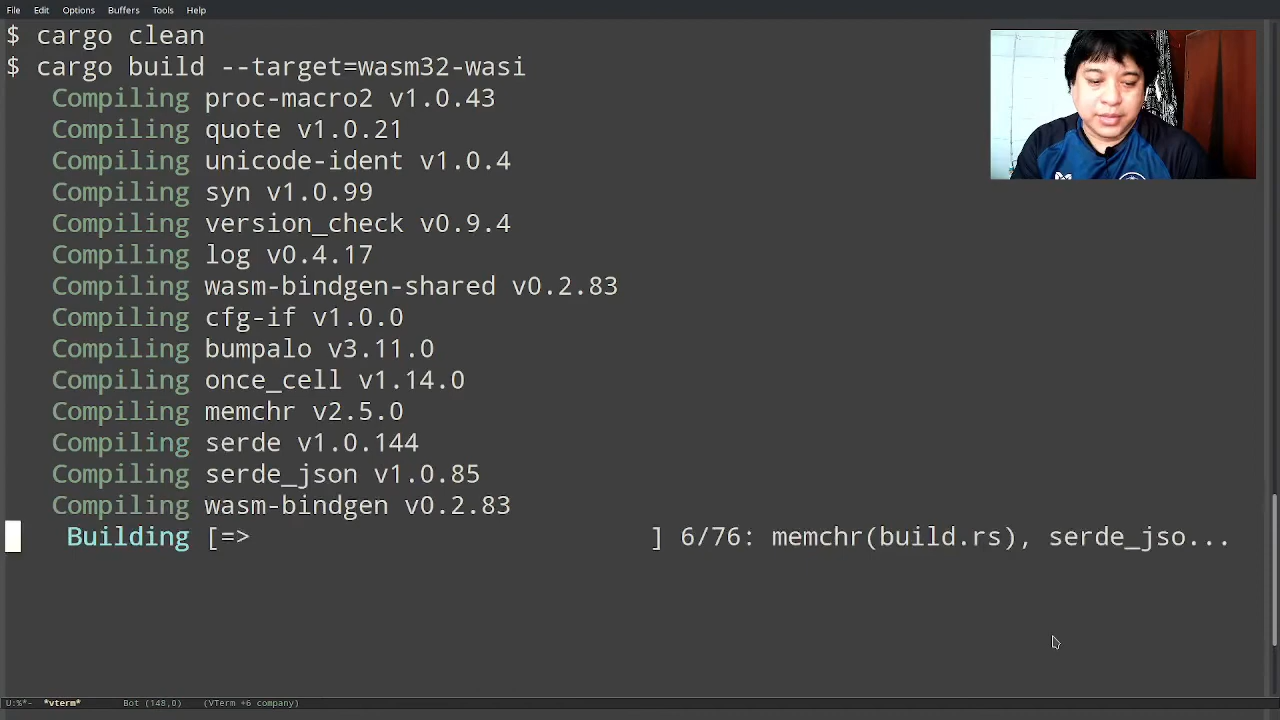 File Edit Options Buffers Tools Help
$ cargo clean
$ cargo build --target=wasm32-wasi
Compiling proc-macro2 v1.0.43
Compiling quote v1.0.21
Compiling unicode-ident v1.0.4
Compiling syn v1.0.99
Compiling version_check v0.9.4
Compiling log v0.4.17
Compiling wasm-bindgen-shared v0.2.83
Compiling cfg-if v1.0.0
Compiling bumpalo v3.11.0
Compiling once_cell v1.14.0
Compiling memchr v2.5.0
Compiling serde v1.0.144
Compiling serde_json v1.0.85
Compiling wasm-bindgen v0.2.83
Building [=> ] 6/76: memchr(build.rs), serde_jso...
U:%*- *vterm* Bot (148,0) (VTerm +6 company)